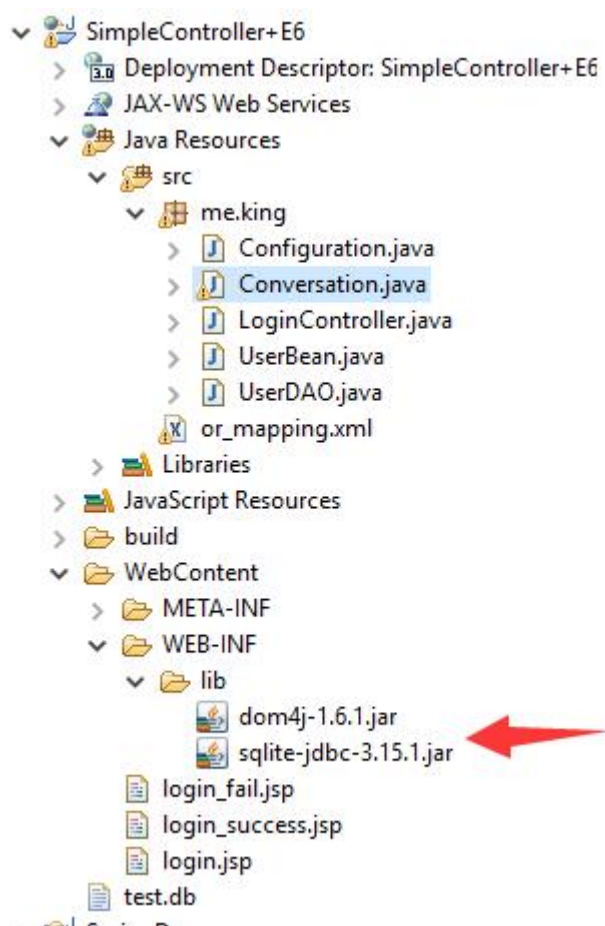 SimpleController+E6
3.0 Deployment Descriptor: SimpleController+E6
JAX-WS Web Services
Java Resources
src
me.king
J Configuration.java
J Conversation.java
J LoginController.java
J UserBean.java
J UserDAO.java
X or_mapping.xml
Libraries
JavaScript Resources
build
WebContent
META-INF
WEB-INF
lib
dom4j-1.6.1.jar
sqlite-jdbc-3.15.1.jar
login_fail.jsp
login_success.jsp
login.jsp
test.db